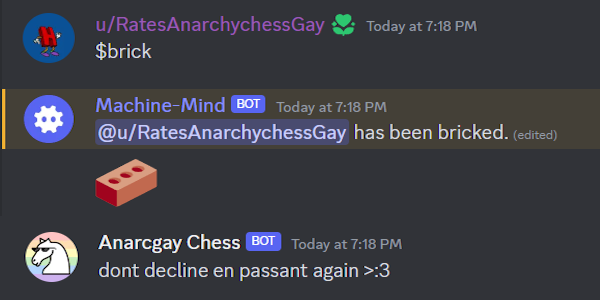 u/RatesAnarchychessGay Today at 7:18 PM
$brick
Machine-Mind BOT Today at 7:18 PM
@u/RatesAnarchychessGay has been bricked. (edited)
Anarcgay Chess BOT Today at 7:18 PM
dont decline en passant again >:3